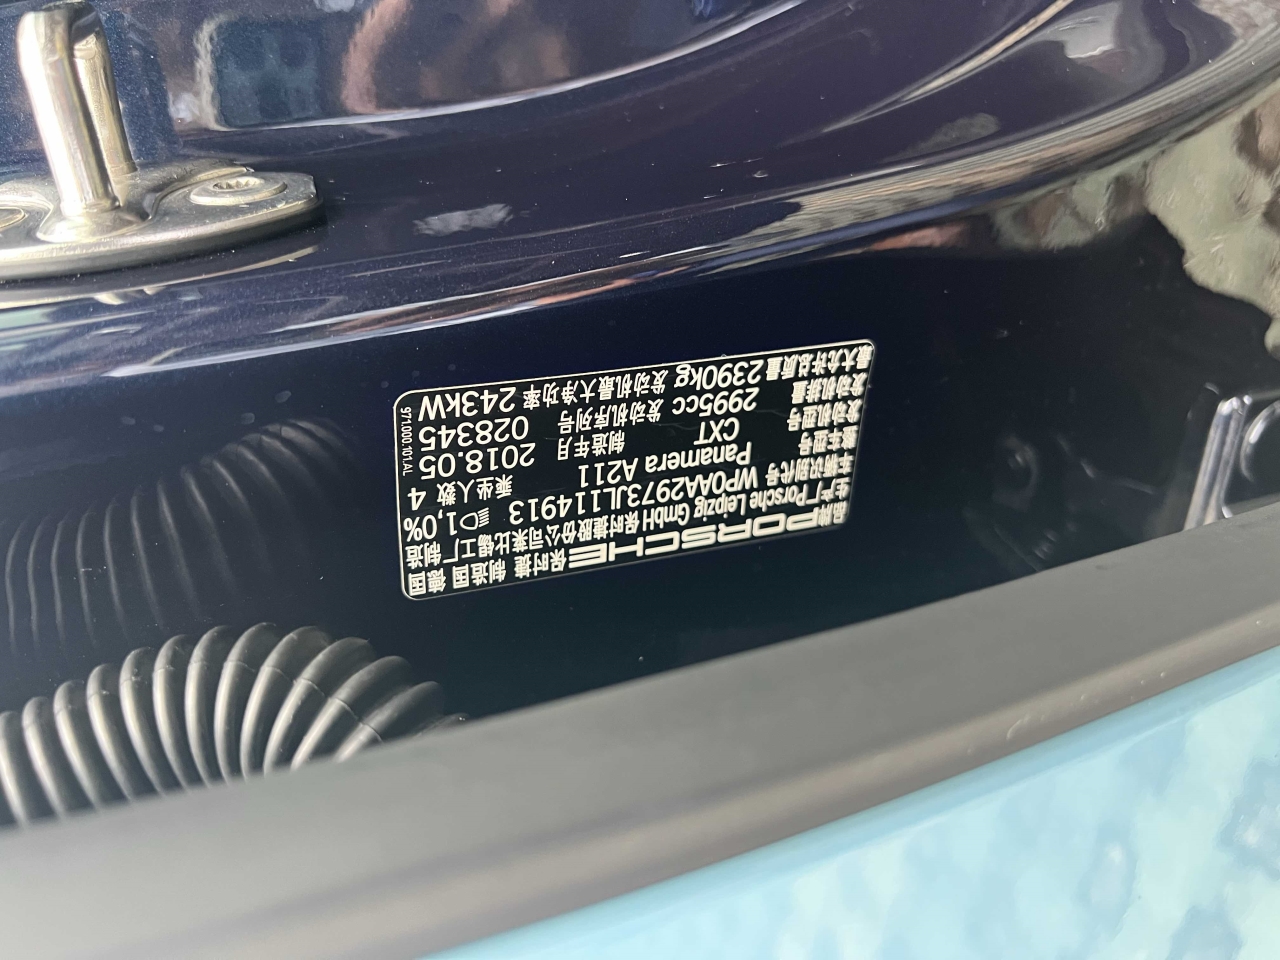 品牌 PORSCHE 保时捷 制造国 德国
生产厂 Porsche Leipzig GmbH 保时捷股份公司莱比锡工厂 制造
车辆识别代号 WP0AA2973JL114913 1,0%
整车型号 Panamera A211 乘坐人数 4
发动机型号 CXT 制造年月 2018.05
发动机排量 2995cc 发动机序列号 028345
最大允许总质量 2390kg 发动机最大净功率 243kW
971.000.101.AL